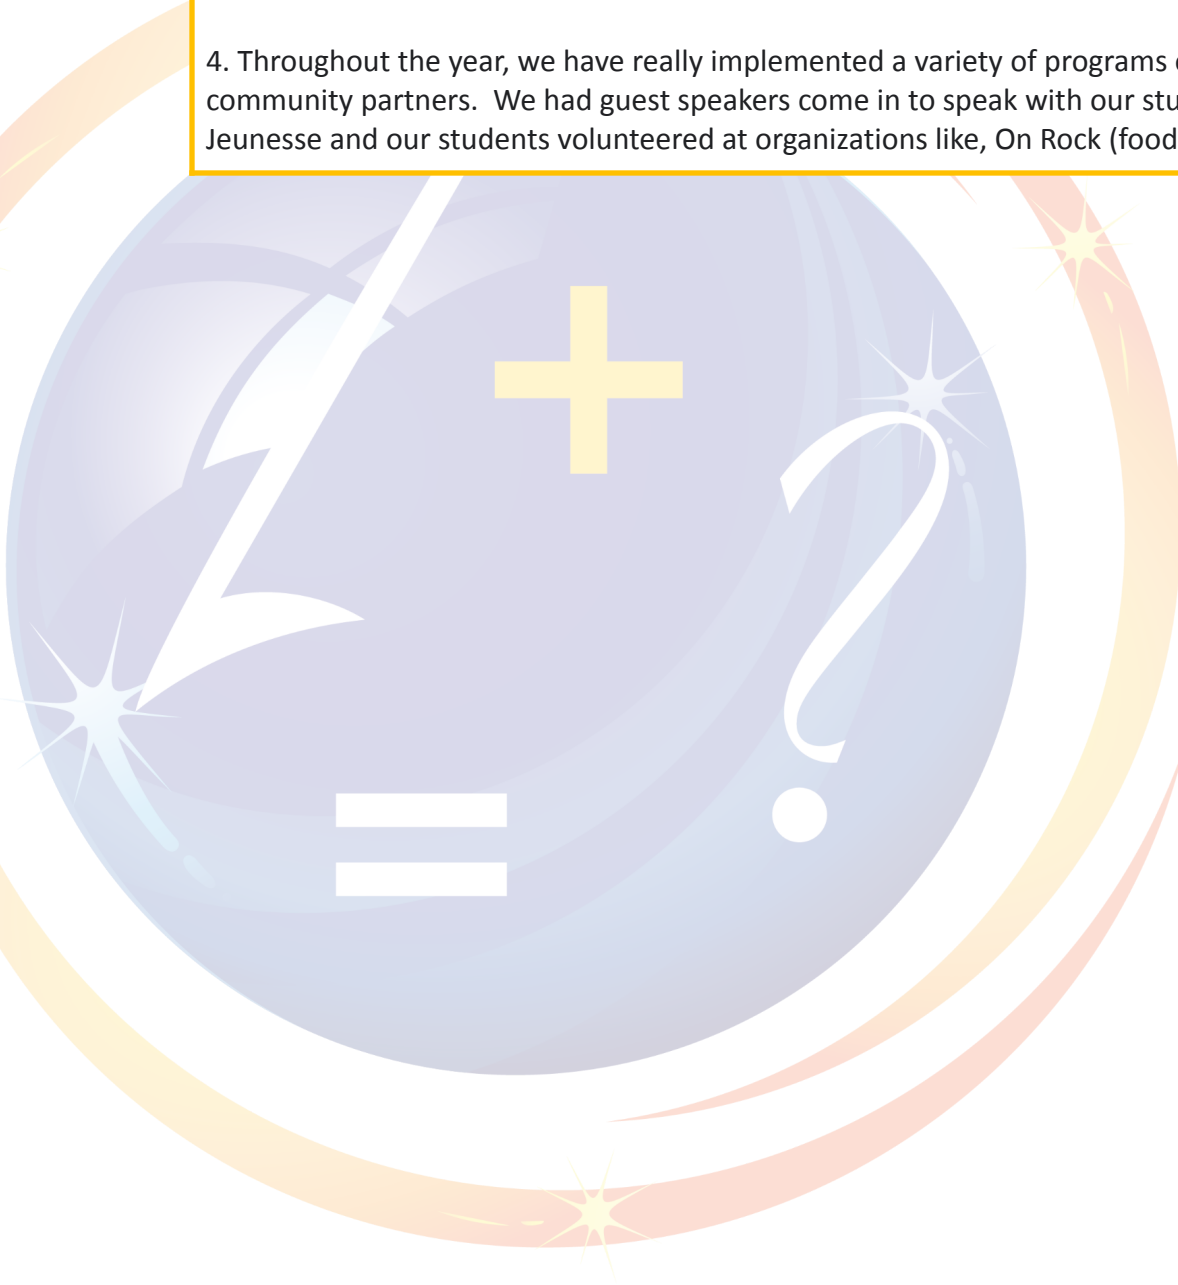 4. Throughout the year, we have really implemented a variety of programs
community partners.  We had guest speakers come in to speak with our
Jeunesse and our students volunteered at organizations like, On Rock (food
+
?
=